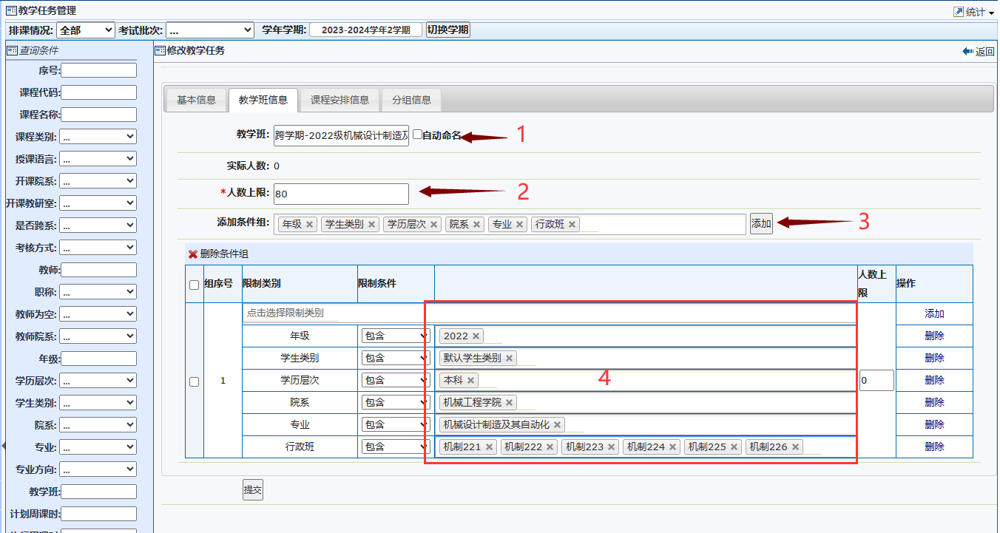 教学任务管理
统计
排课情况: 全部 考试批次: ... 学年学期: 2023-2024学年2学期 切换学期
查询条件
序号:
课程代码:
课程名称:
课程类别: ...
授课语言: ...
开课院系: ...
开课教研室: ...
是否跨系: ...
考核方式: ...
教师:
职称: ...
教师为空: ...
教师院系: ...
年级:
学历层次: ...
学生类别: ...
院系: ...
专业: ...
专业方向: ...
教学班:
计划周课时:
修改教学任务
返回
基本信息 教学班信息 课程安排信息 分组信息
教学班: 跨学期-2022级机械设计制造及 自动命名 1
实际人数: 0
*人数上限: 80 2
添加条件组: 年级 × 学生类别 × 学历层次 × 院系 × 专业 × 行政班 × 添加 3
删除条件组
组序号 限制类别 限制条件 人数上限 操作
点击选择限制类别 添加
年级 包含 2022 × 删除
学生类别 包含 默认学生类别 × 删除
1 学历层次 包含 本科 × 4 0 删除
院系 包含 机械工程学院 × 删除
专业 包含 机械设计制造及其自动化 × 删除
行政班 包含 机制221 × 机制222 × 机制223 × 机制224 × 机制225 × 机制226 × 删除
提交